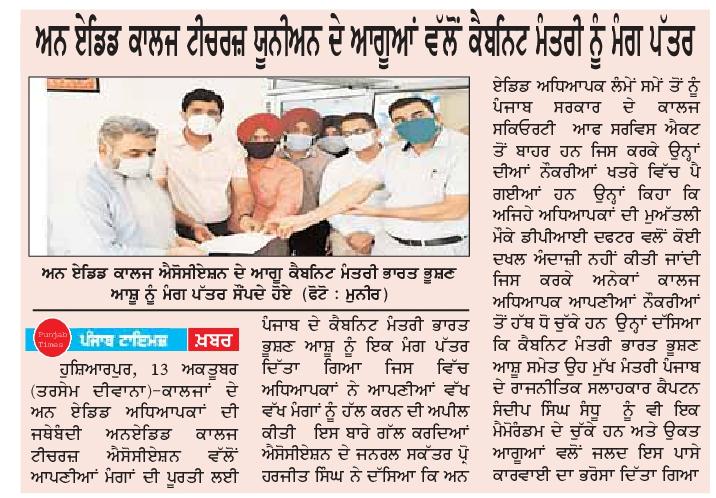 ਅਨ ਏਡਿਡ ਕਾਲਜ ਟੀਚਰਜ਼ ਯੂਨੀਅਨ ਦੇ ਆਗੂਆਂ ਵੱਲੋਂ ਕੈਬਨਿਟ ਮੰਤਰੀ ਨੂੰ ਮੰਗ ਪੱਤਰ
ਅਨ ਏਡਿਡ ਕਾਲਜ ਐਸੋਸੀਏਸ਼ਨ ਦੇ ਆਗੂ ਕੈਬਨਿਟ ਮੰਤਰੀ ਭਾਰਤ ਭੂਸ਼ਣ
ਆਸ਼ੂ ਨੂੰ ਮੰਗ ਪੱਤਰ ਸੌਂਪਦੇ ਹੋਏ (ਫੋਟੋ : ਮੁਨੀਰ)
Punjab
Times
ਪੰਜਾਬ ਟਾਇਮਜ਼ ਖ਼ਬਰ
ਹੁਸ਼ਿਆਰਪੁਰ, 13 ਅਕਤੂਬਰ
(ਤਰਸੇਮ ਦੀਵਾਨਾ)-ਕਾਲਜਾਂ ਦੇ
ਅਨ ਏਡਿਡ ਅਧਿਆਪਕਾਂ ਦੀ
ਜਥੇਬੰਦੀ ਅਨਏਡਿਡ ਕਾਲਜ
ਟੀਚਰਜ਼ ਐਸੋਸੀਏਸ਼ਨ ਵੱਲੋਂ
ਆਪਣੀਆਂ ਮੰਗਾਂ ਦੀ ਪੂਰਤੀ ਲਈ
ਪੰਜਾਬ ਦੇ ਕੈਬਨਿਟ ਮੰਤਰੀ ਭਾਰਤ
ਭੂਸ਼ਣ ਆਸ਼ੂ ਨੂੰ ਇਕ ਮੰਗ ਪੱਤਰ
ਦਿੱਤਾ ਗਿਆ ਜਿਸ ਵਿੱਚ
ਅਧਿਆਪਕਾਂ ਨੇ ਆਪਣੀਆਂ ਵੱਖ
ਵੱਖ ਮੰਗਾਂ ਨੂੰ ਹੱਲ ਕਰਨ ਦੀ ਅਪੀਲ
ਕੀਤੀ ਇਸ ਬਾਰੇ ਗੱਲ ਕਰਦਿਆਂ
ਐਸੋਸੀਏਸ਼ਨ ਦੇ ਜਨਰਲ ਸਕੱਤਰ ਪ੍ਰੋ
ਹਰਜੀਤ ਸਿੰਘ ਨੇ ਦੱਸਿਆ ਕਿ ਅਨ
ਏਡਿਡ ਅਧਿਆਪਕ ਲੰਮੇਂ ਸਮੇਂ ਤੋਂ ਨੂੰ
ਪੰਜਾਬ ਸਰਕਾਰ ਦੇ ਕਾਲਜ
ਸਕਿਓਰਟੀ ਆਫ ਸਰਵਿਸ ਐਕਟ
ਤੋਂ ਬਾਹਰ ਹਨ ਜਿਸ ਕਰਕੇ ਉਨ੍ਹਾਂ
ਦੀਆਂ ਨੌਕਰੀਆਂ ਖਤਰੇ ਵਿੱਚ ਪੈ
ਗਈਆਂ ਹਨ ਉਨ੍ਹਾਂ ਕਿਹਾ ਕਿ
ਅਜਿਹੇ ਅਧਿਆਪਕਾਂ ਦੀ ਮੁਅੱਤਲੀ
ਮੌਕੇ ਡੀਪੀਆਈ ਦਫਤਰ ਵਲੋਂ ਕੋਈ
ਦਖਲ ਅੰਦਾਜ਼ੀ ਨਹੀਂ ਕੀਤੀ ਜਾਂਦੀ
ਜਿਸ ਕਰਕੇ ਅਨੇਕਾਂ ਕਾਲਜ
ਅਧਿਆਪਕ ਆਪਣੀਆਂ ਨੌਕਰੀਆਂ
ਤੋਂ ਹੱਥ ਧੋ ਚੁੱਕੇ ਹਨ ਉਨ੍ਹਾਂ ਦੱਸਿਆ
ਕਿ ਕੈਬਨਿਟ ਮੰਤਰੀ ਭਾਰਤ ਭੂਸ਼ਣ
ਆਸ਼ੂ ਸਮੇਤ ਉਹ ਮੁੱਖ ਮੰਤਰੀ ਪੰਜਾਬ
ਦੇ ਰਾਜਨੀਤਿਕ ਸਲਾਹਕਾਰ ਕੈਪਟਨ
ਸੰਦੀਪ ਸਿੰਘ ਸੰਧੂ ਨੂੰ ਵੀ ਇਕ
ਮੈਮੋਰੰਡਮ ਦੇ ਚੁੱਕੇ ਹਨ ਅਤੇ ਉਕਤ
ਆਗੂਆਂ ਵਲੋਂ ਜਲਦ ਇਸ ਪਾਸੇ
ਕਾਰਵਾਈ ਦਾ ਭਰੋਸਾ ਦਿੱਤਾ ਗਿਆ